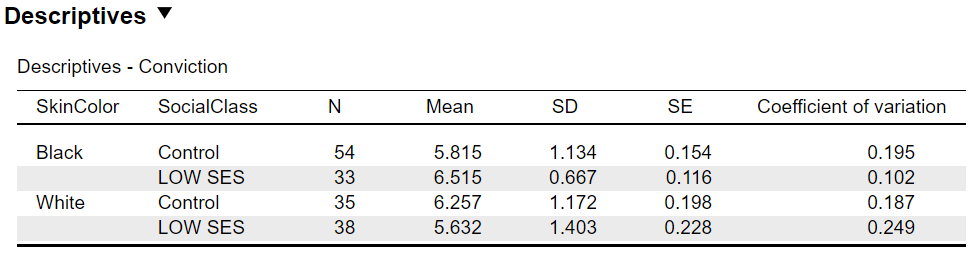 Descriptives ▼
Descriptives - Conviction
SkinColor SocialClass N Mean SD SE Coefficient of variation
Black Control 54 5.815 1.134 0.154 0.195
LOW SES 33 6.515 0.667 0.116 0.102
White Control 35 6.257 1.172 0.198 0.187
LOW SES 38 5.632 1.403 0.228 0.249